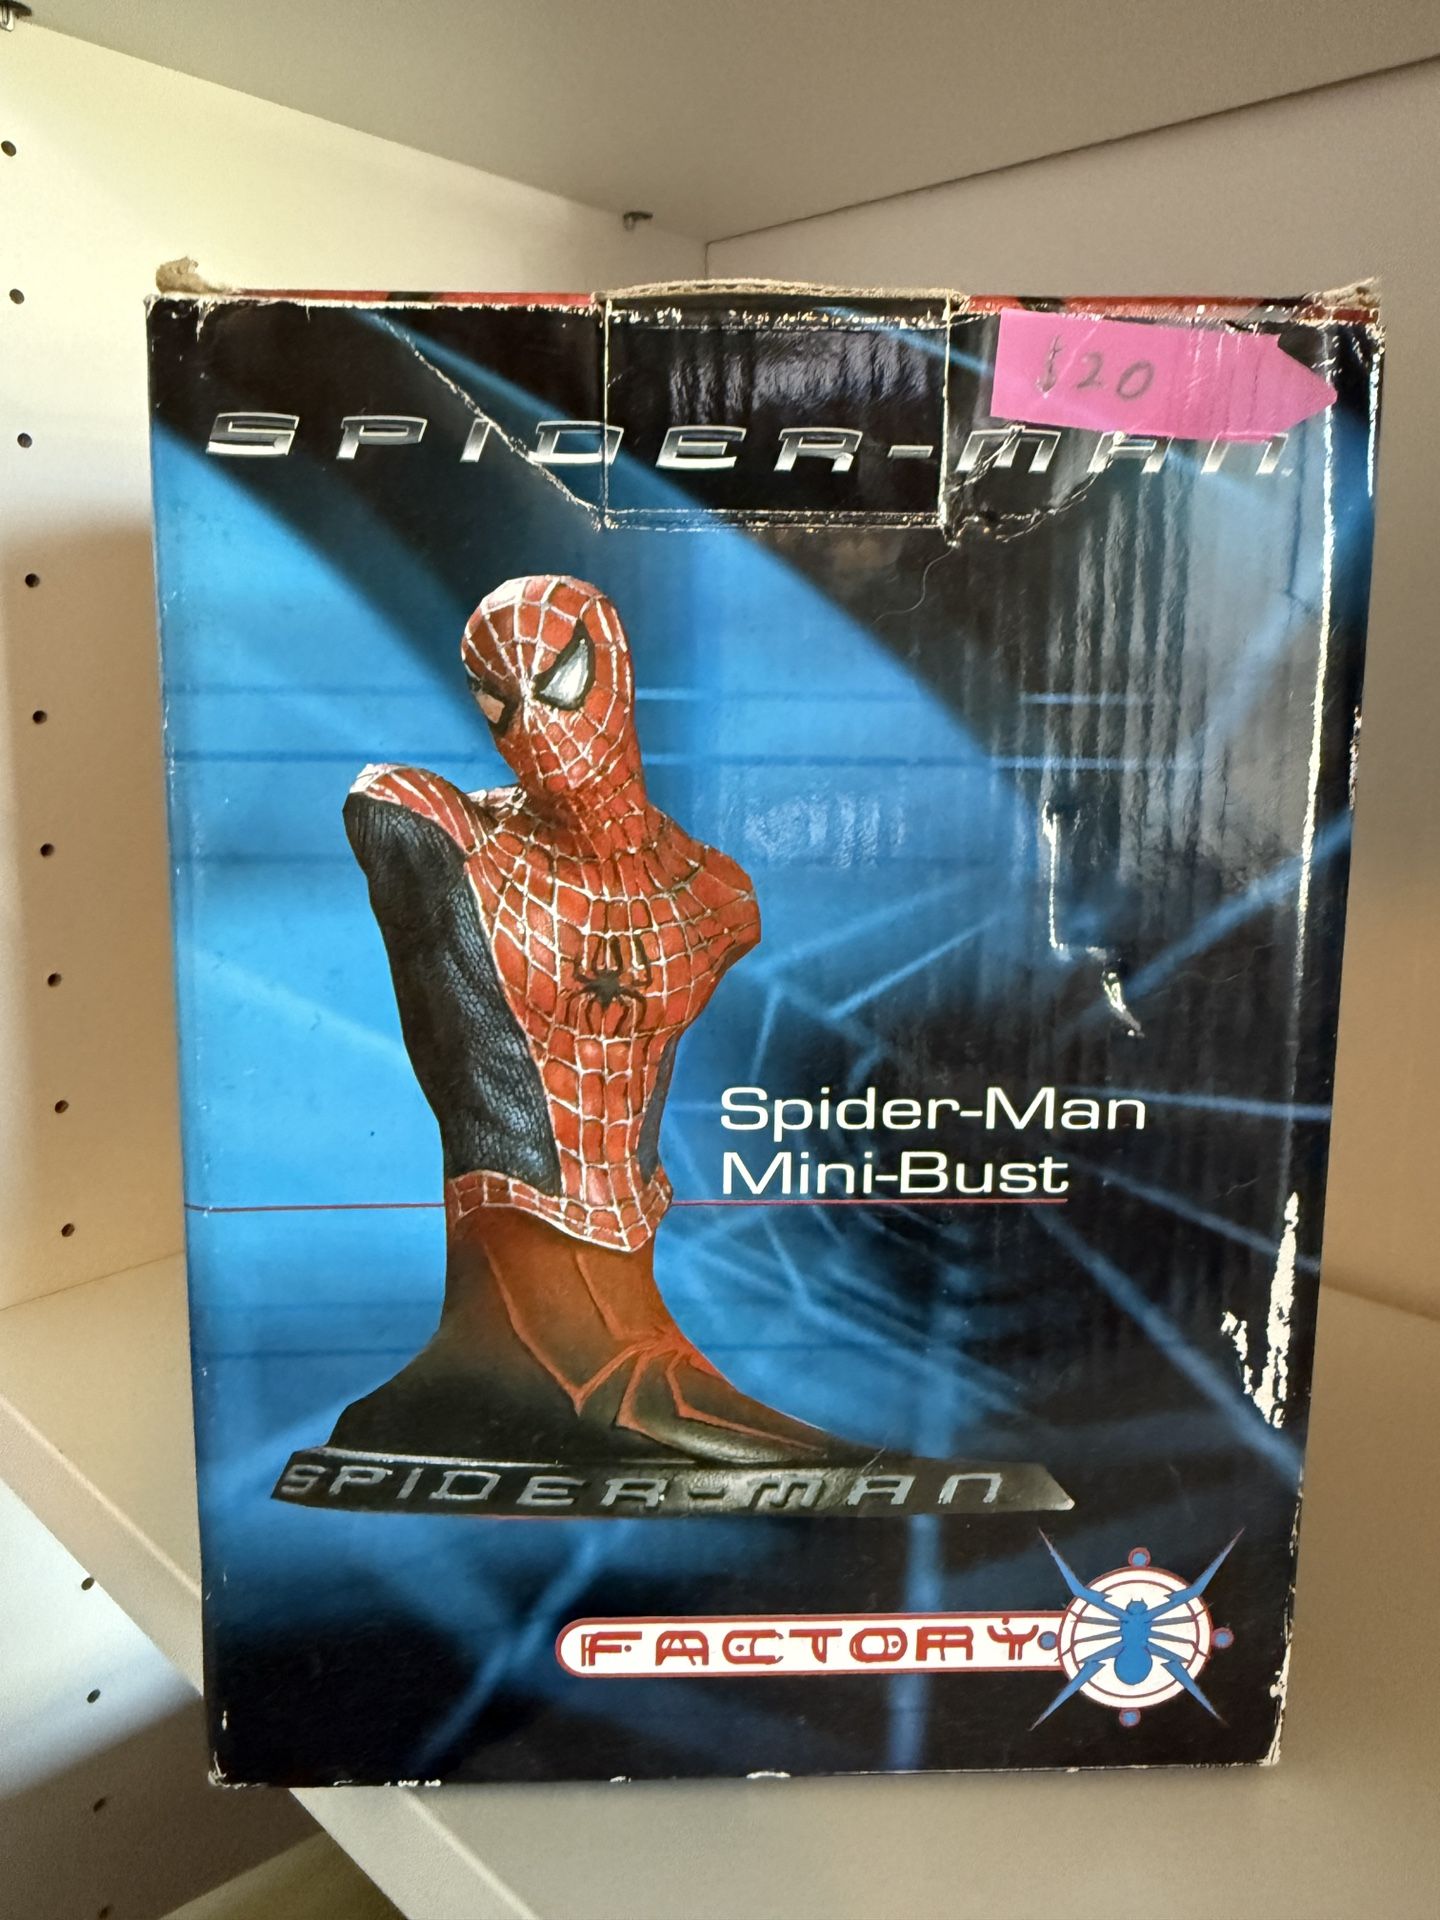 $20
SPIDER-MAN
Spider-Man
Mini-Bust
SPIDER-MAN
FACTORY